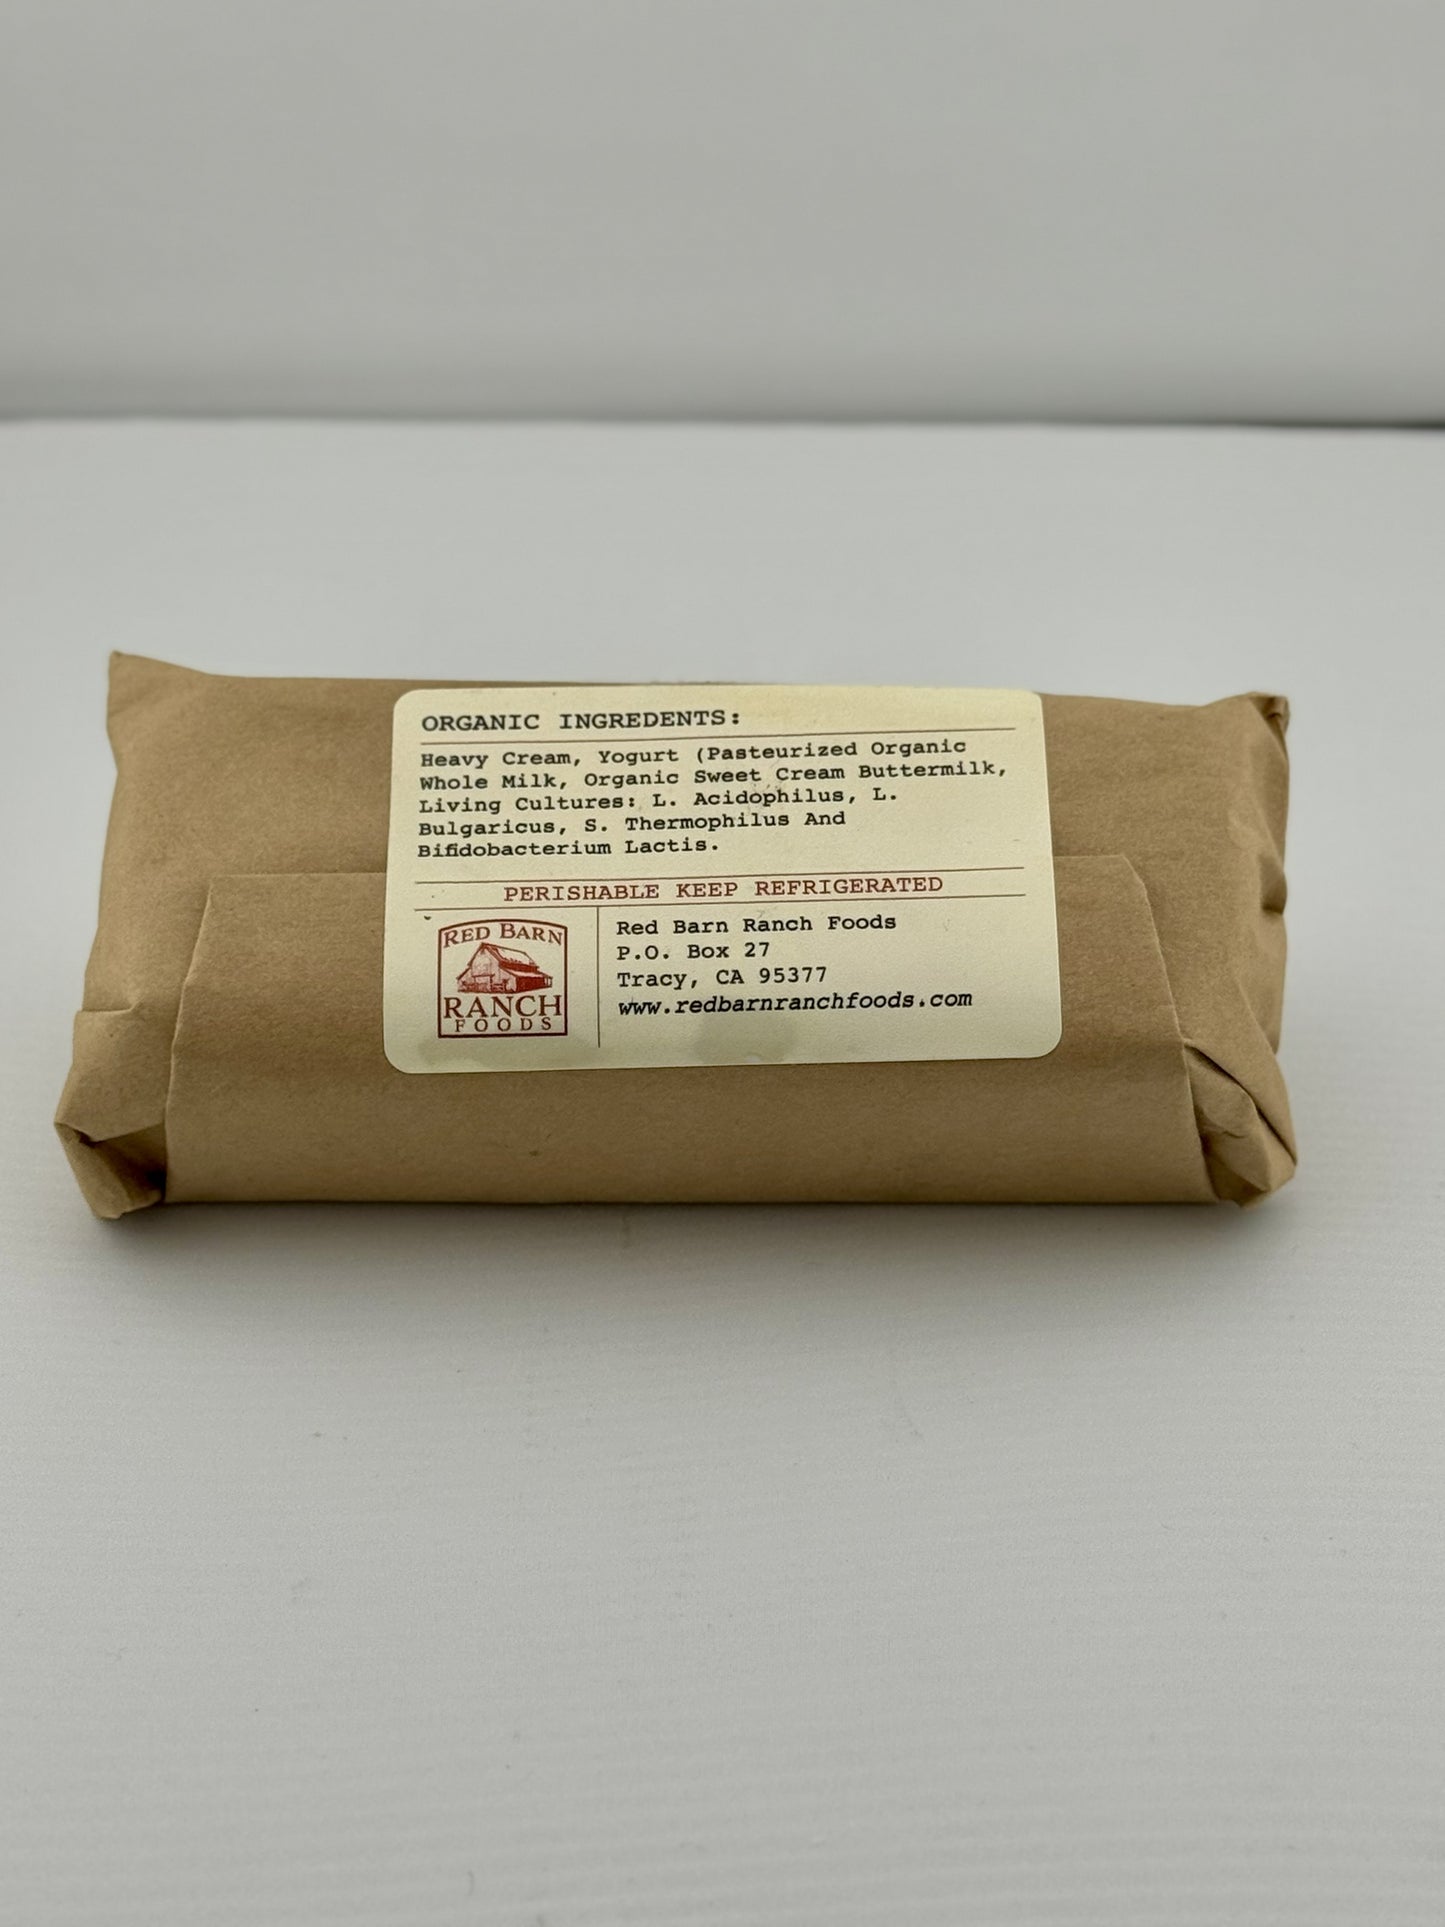 ORGANIC INGREDENTS:
Heavy Cream, Yogurt (Pasteurized Organic
Whole Milk, Organic Sweet Cream Buttermilk,
Living Cultures: L. Acidophilus, L.
Bulgaricus, S. Thermophilus And
Bifidobacterium Lactis.
PERISHABLE KEEP REFRIGERATED
RED BARN
RANCH
FOODS
Red Barn Ranch Foods
P.O. Box 27
Tracy, CA 95377
www.redbarnranchfoods.com